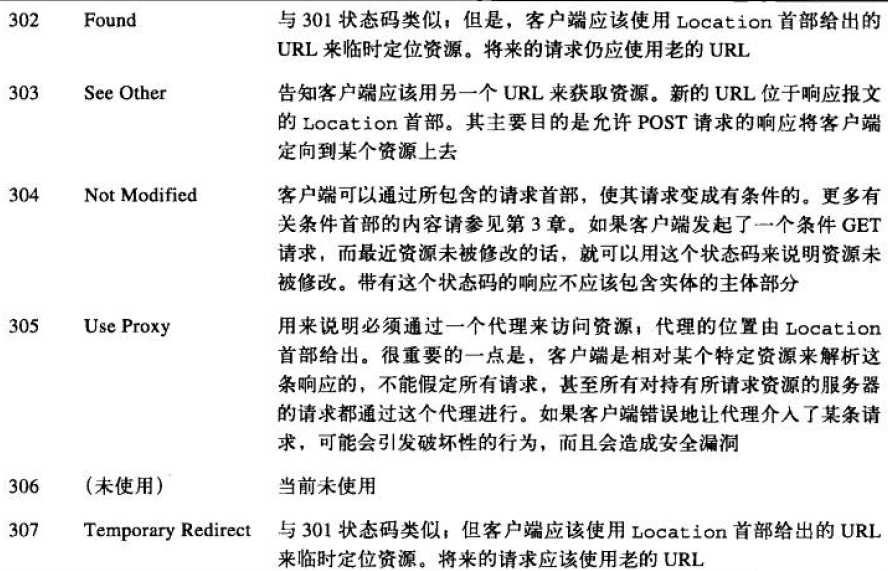 302 Found 与 301 状态码类似；但是，客户端应该使用 Location 首部给出的
URL 来临时定位资源。将来的请求仍应使用老的 URL
303 See Other 告知客户端应该用另一个 URL 来获取资源。新的 URL 位于响应报文
的 Location 首部。其主要目的是允许 POST 请求的响应将客户端
定向到某个资源上去
304 Not Modified 客户端可以通过所包含的请求首部，使其请求变成有条件的。更多有
关条件首部的内容请参见第 3 章。如果客户端发起了一个条件 GET
请求，而最近资源未被修改的话，就可以用这个状态码来说明资源未
被修改。带有这个状态码的响应不应该包含实体的主体部分
305 Use Proxy 用来说明必须通过一个代理来访问资源；代理的位置由 Location
首部给出。很重要的一点是，客户端是相对某个特定资源来解析这
条响应的，不能假定所有请求，甚至所有对持有所请求资源的服务器
的请求都通过这个代理进行。如果客户端错误地让代理介入了某条请
求，可能会引发破坏性的行为，而且会造成安全漏洞
306 （未使用） 当前未使用
307 Temporary Redirect 与 301 状态码类似；但客户端应该使用 Location 首部给出的 URL
来临时定位资源。将来的请求应该使用老的 URL